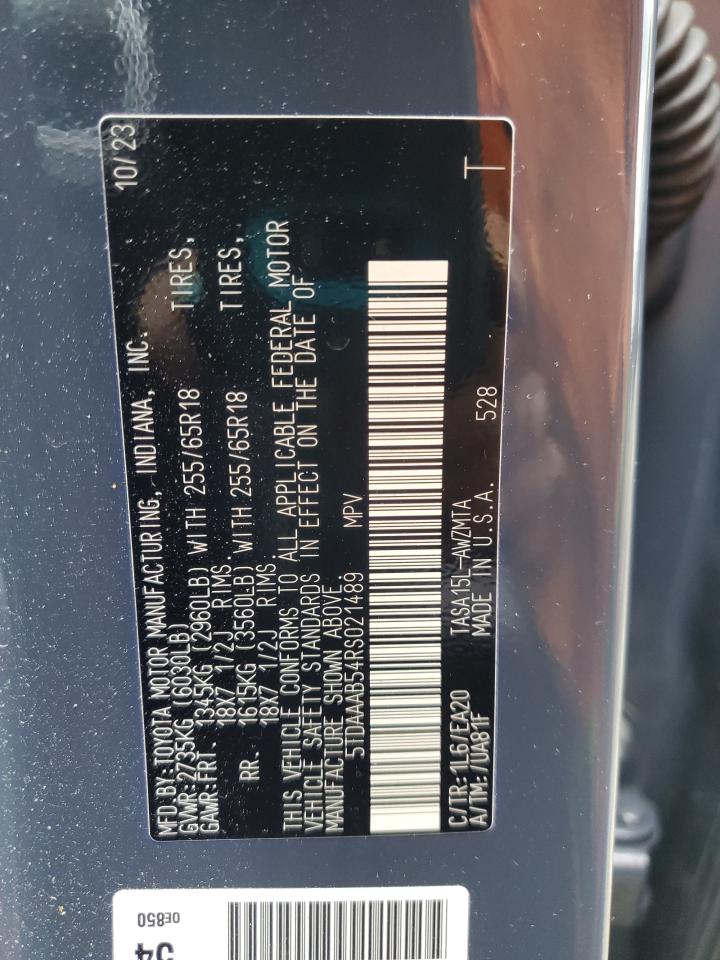 MFD BY:TOYOTA MOTOR MANUFACTURING, INDIANA, INC. 10/23
GVWR:2735KG (6030LB)
GAWR:FRT. 1345KG (2960LB) WITH 255/65R18 TIRES,
18X7 1/2J RIMS.
RR. 1615KG (3560LB) WITH 255/65R18 TIRES,
18X7 1/2J RIMS.
THIS VEHICLE CONFORMS TO ALL APPLICABLE FEDERAL MOTOR
VEHICLE SAFETY STANDARDS IN EFFECT ON THE DATE OF
MANUFACTURE SHOWN ABOVE.
5TDAAAB54RS021489 MPV
C/TR:1L6/EA20 TASA15L-AWZMTA T
A/TM:/UA81F MADE IN U.S.A. 528
0E850
54